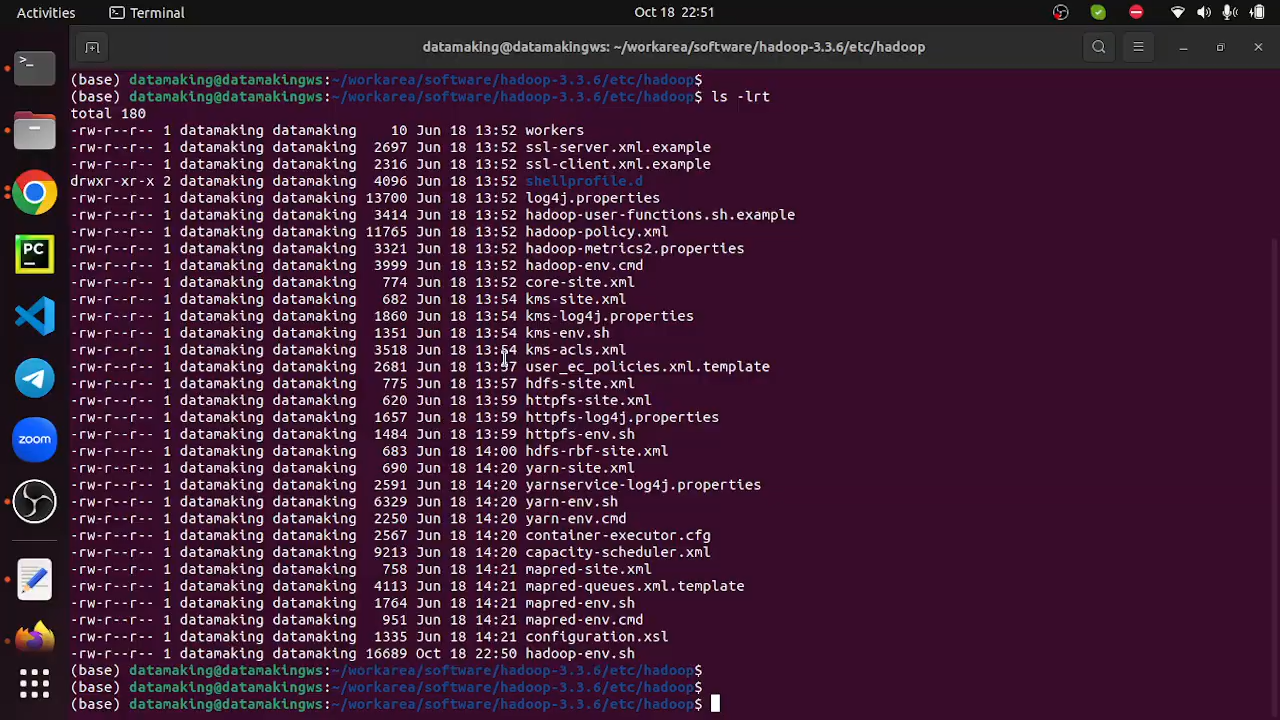 Activities Terminal Oct 18 22:51
datamaking@datamakingws: ~/workarea/software/hadoop-3.3.6/etc/hadoop
(base) datamaking@datamakingws:~/workarea/software/hadoop-3.3.6/etc/hadoop$
(base) datamaking@datamakingws:~/workarea/software/hadoop-3.3.6/etc/hadoop$ ls -lrt
total 180
-rw-r--r-- 1 datamaking datamaking    10 Jun 18 13:52 workers
-rw-r--r-- 1 datamaking datamaking  2697 Jun 18 13:52 ssl-server.xml.example
-rw-r--r-- 1 datamaking datamaking  2316 Jun 18 13:52 ssl-client.xml.example
drwxr-xr-x 2 datamaking datamaking  4096 Jun 18 13:52 shellprofile.d
-rw-r--r-- 1 datamaking datamaking 13700 Jun 18 13:52 log4j.properties
-rw-r--r-- 1 datamaking datamaking  3414 Jun 18 13:52 hadoop-user-functions.sh.example
-rw-r--r-- 1 datamaking datamaking 11765 Jun 18 13:52 hadoop-policy.xml
-rw-r--r-- 1 datamaking datamaking  3321 Jun 18 13:52 hadoop-metrics2.properties
-rw-r--r-- 1 datamaking datamaking  3999 Jun 18 13:52 hadoop-env.cmd
-rw-r--r-- 1 datamaking datamaking   774 Jun 18 13:52 core-site.xml
-rw-r--r-- 1 datamaking datamaking   682 Jun 18 13:54 kms-site.xml
-rw-r--r-- 1 datamaking datamaking  1860 Jun 18 13:54 kms-log4j.properties
-rw-r--r-- 1 datamaking datamaking  1351 Jun 18 13:54 kms-env.sh
-rw-r--r-- 1 datamaking datamaking  3518 Jun 18 13:54 kms-acls.xml
-rw-r--r-- 1 datamaking datamaking  2681 Jun 18 13:57 user_ec_policies.xml.template
-rw-r--r-- 1 datamaking datamaking   775 Jun 18 13:57 hdfs-site.xml
-rw-r--r-- 1 datamaking datamaking   620 Jun 18 13:59 httpfs-site.xml
-rw-r--r-- 1 datamaking datamaking  1657 Jun 18 13:59 httpfs-log4j.properties
-rw-r--r-- 1 datamaking datamaking  1484 Jun 18 13:59 httpfs-env.sh
-rw-r--r-- 1 datamaking datamaking   683 Jun 18 14:00 hdfs-rbf-site.xml
-rw-r--r-- 1 datamaking datamaking   690 Jun 18 14:20 yarn-site.xml
-rw-r--r-- 1 datamaking datamaking  2591 Jun 18 14:20 yarnservice-log4j.properties
-rw-r--r-- 1 datamaking datamaking  6329 Jun 18 14:20 yarn-env.sh
-rw-r--r-- 1 datamaking datamaking  2250 Jun 18 14:20 yarn-env.cmd
-rw-r--r-- 1 datamaking datamaking  2567 Jun 18 14:20 container-executor.cfg
-rw-r--r-- 1 datamaking datamaking  9213 Jun 18 14:20 capacity-scheduler.xml
-rw-r--r-- 1 datamaking datamaking   758 Jun 18 14:21 mapred-site.xml
-rw-r--r-- 1 datamaking datamaking  4113 Jun 18 14:21 mapred-queues.xml.template
-rw-r--r-- 1 datamaking datamaking  1764 Jun 18 14:21 mapred-env.sh
-rw-r--r-- 1 datamaking datamaking   951 Jun 18 14:21 mapred-env.cmd
-rw-r--r-- 1 datamaking datamaking  1335 Jun 18 14:21 configuration.xsl
-rw-r--r-- 1 datamaking datamaking 16689 Oct 18 22:50 hadoop-env.sh
(base) datamaking@datamakingws:~/workarea/software/hadoop-3.3.6/etc/hadoop$
(base) datamaking@datamakingws:~/workarea/software/hadoop-3.3.6/etc/hadoop$
(base) datamaking@datamakingws:~/workarea/software/hadoop-3.3.6/etc/hadoop$
>_
PC
zoom